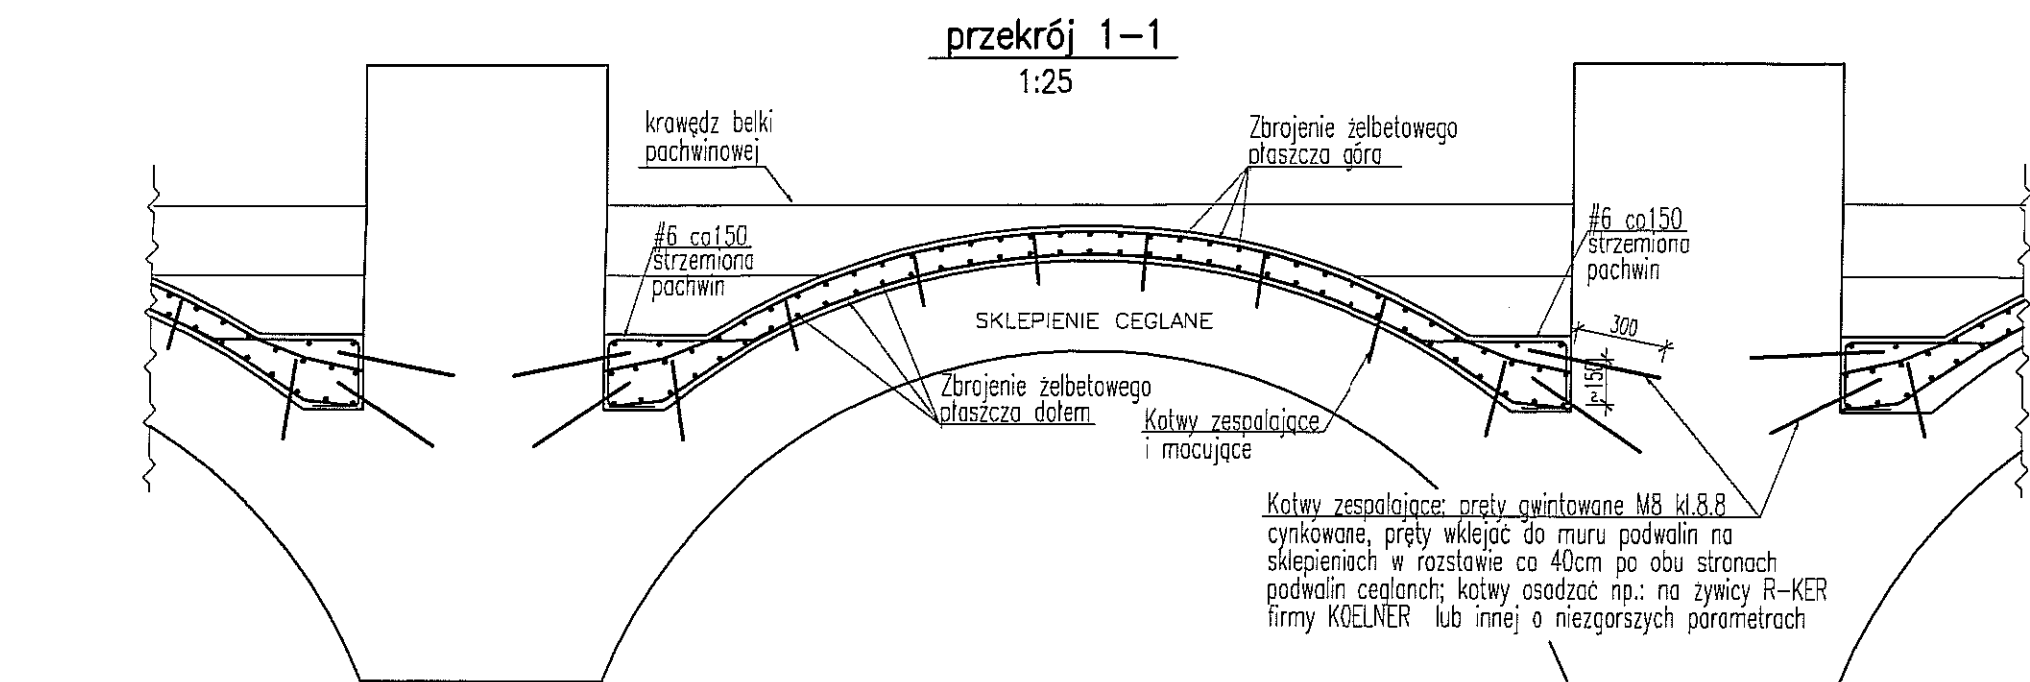 przekrój 1-1
1:25
krawędz belki
pachwinowej
Zbrojenie żelbetowego
płaszcza góra
#6 co150
strzemiona
pachwin
#6 co150
strzemiona
pachwin
300
SKLEPIENIE CEGLANE
~150
Zbrojenie żelbetowego
płaszcza dołem
Kotwy zespalające
i mocujące
Kotwy zespalające: pręty gwintowane M8 kl.8.8
cynkowane, pręty wklejać do muru podwalin na
sklepieniach w rozstawie co 40cm po obu stronach
podwalin ceglanch; kotwy osadzać np.: na żywicy R-KER
firmy KOELNER lub innej o niezgorszych parametrach